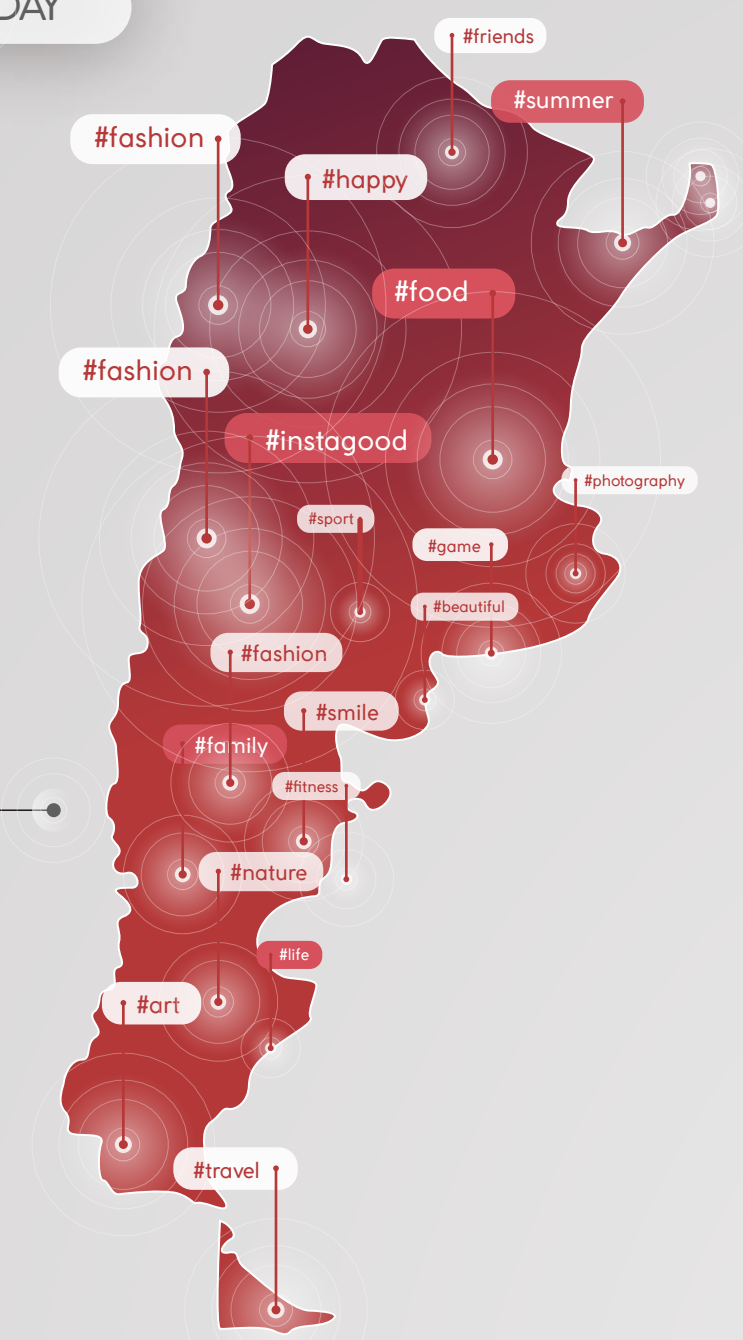 DAY
#friends
#summer
#fashion
#happy
#food
#fashion
#instagood
#photography
#sport
#game
#beautiful
#fashion
#smile
#family
#fitness
#nature
#life
#art
#travel